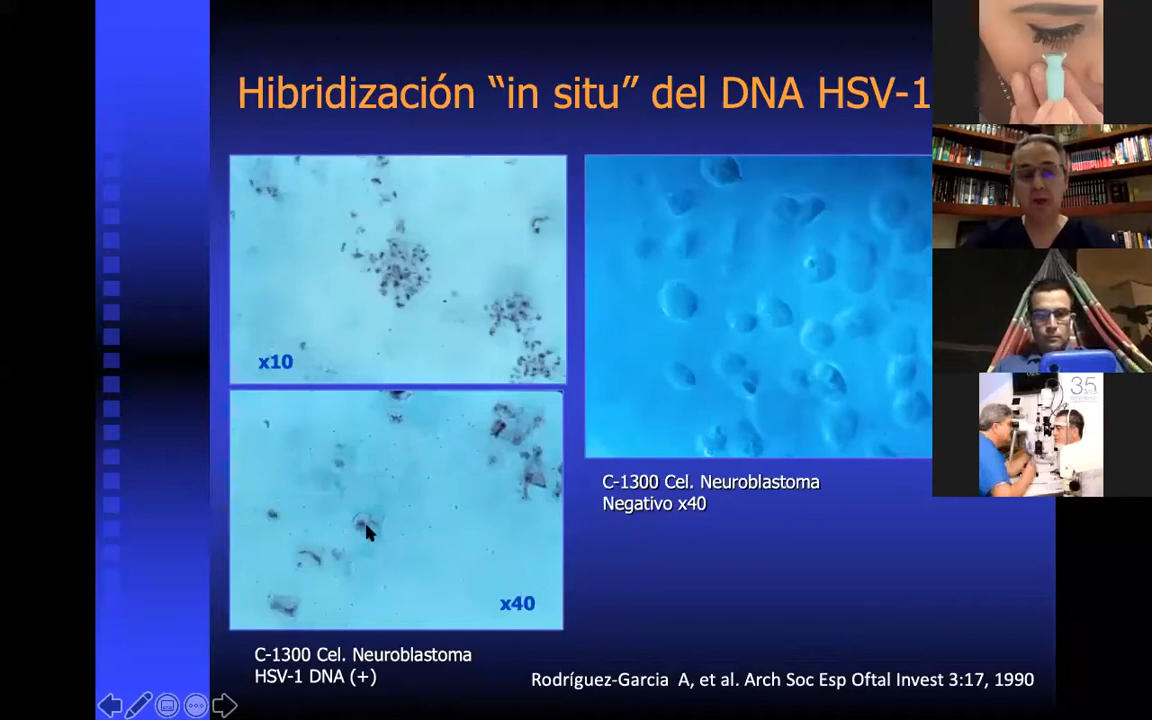 Hibridización “in situ” del DNA HSV-1
x10
x40
C-1300 Cel. Neuroblastoma
Negativo x40
C-1300 Cel. Neuroblastoma
HSV-1 DNA (+)
Rodríguez-Garcia A, et al. Arch Soc Esp Oftal Invest 3:17, 1990
35